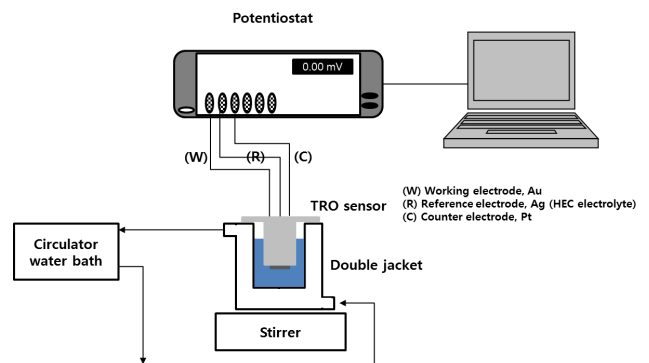 Potentiostat
0.00 mV
(W)
(R)
(C)
TRO sensor
(W) Working electrode, Au
(R) Reference electrode, Ag (HEC electrolyte)
(C) Counter electrode, Pt
Circulator
water bath
Double jacket
Stirrer